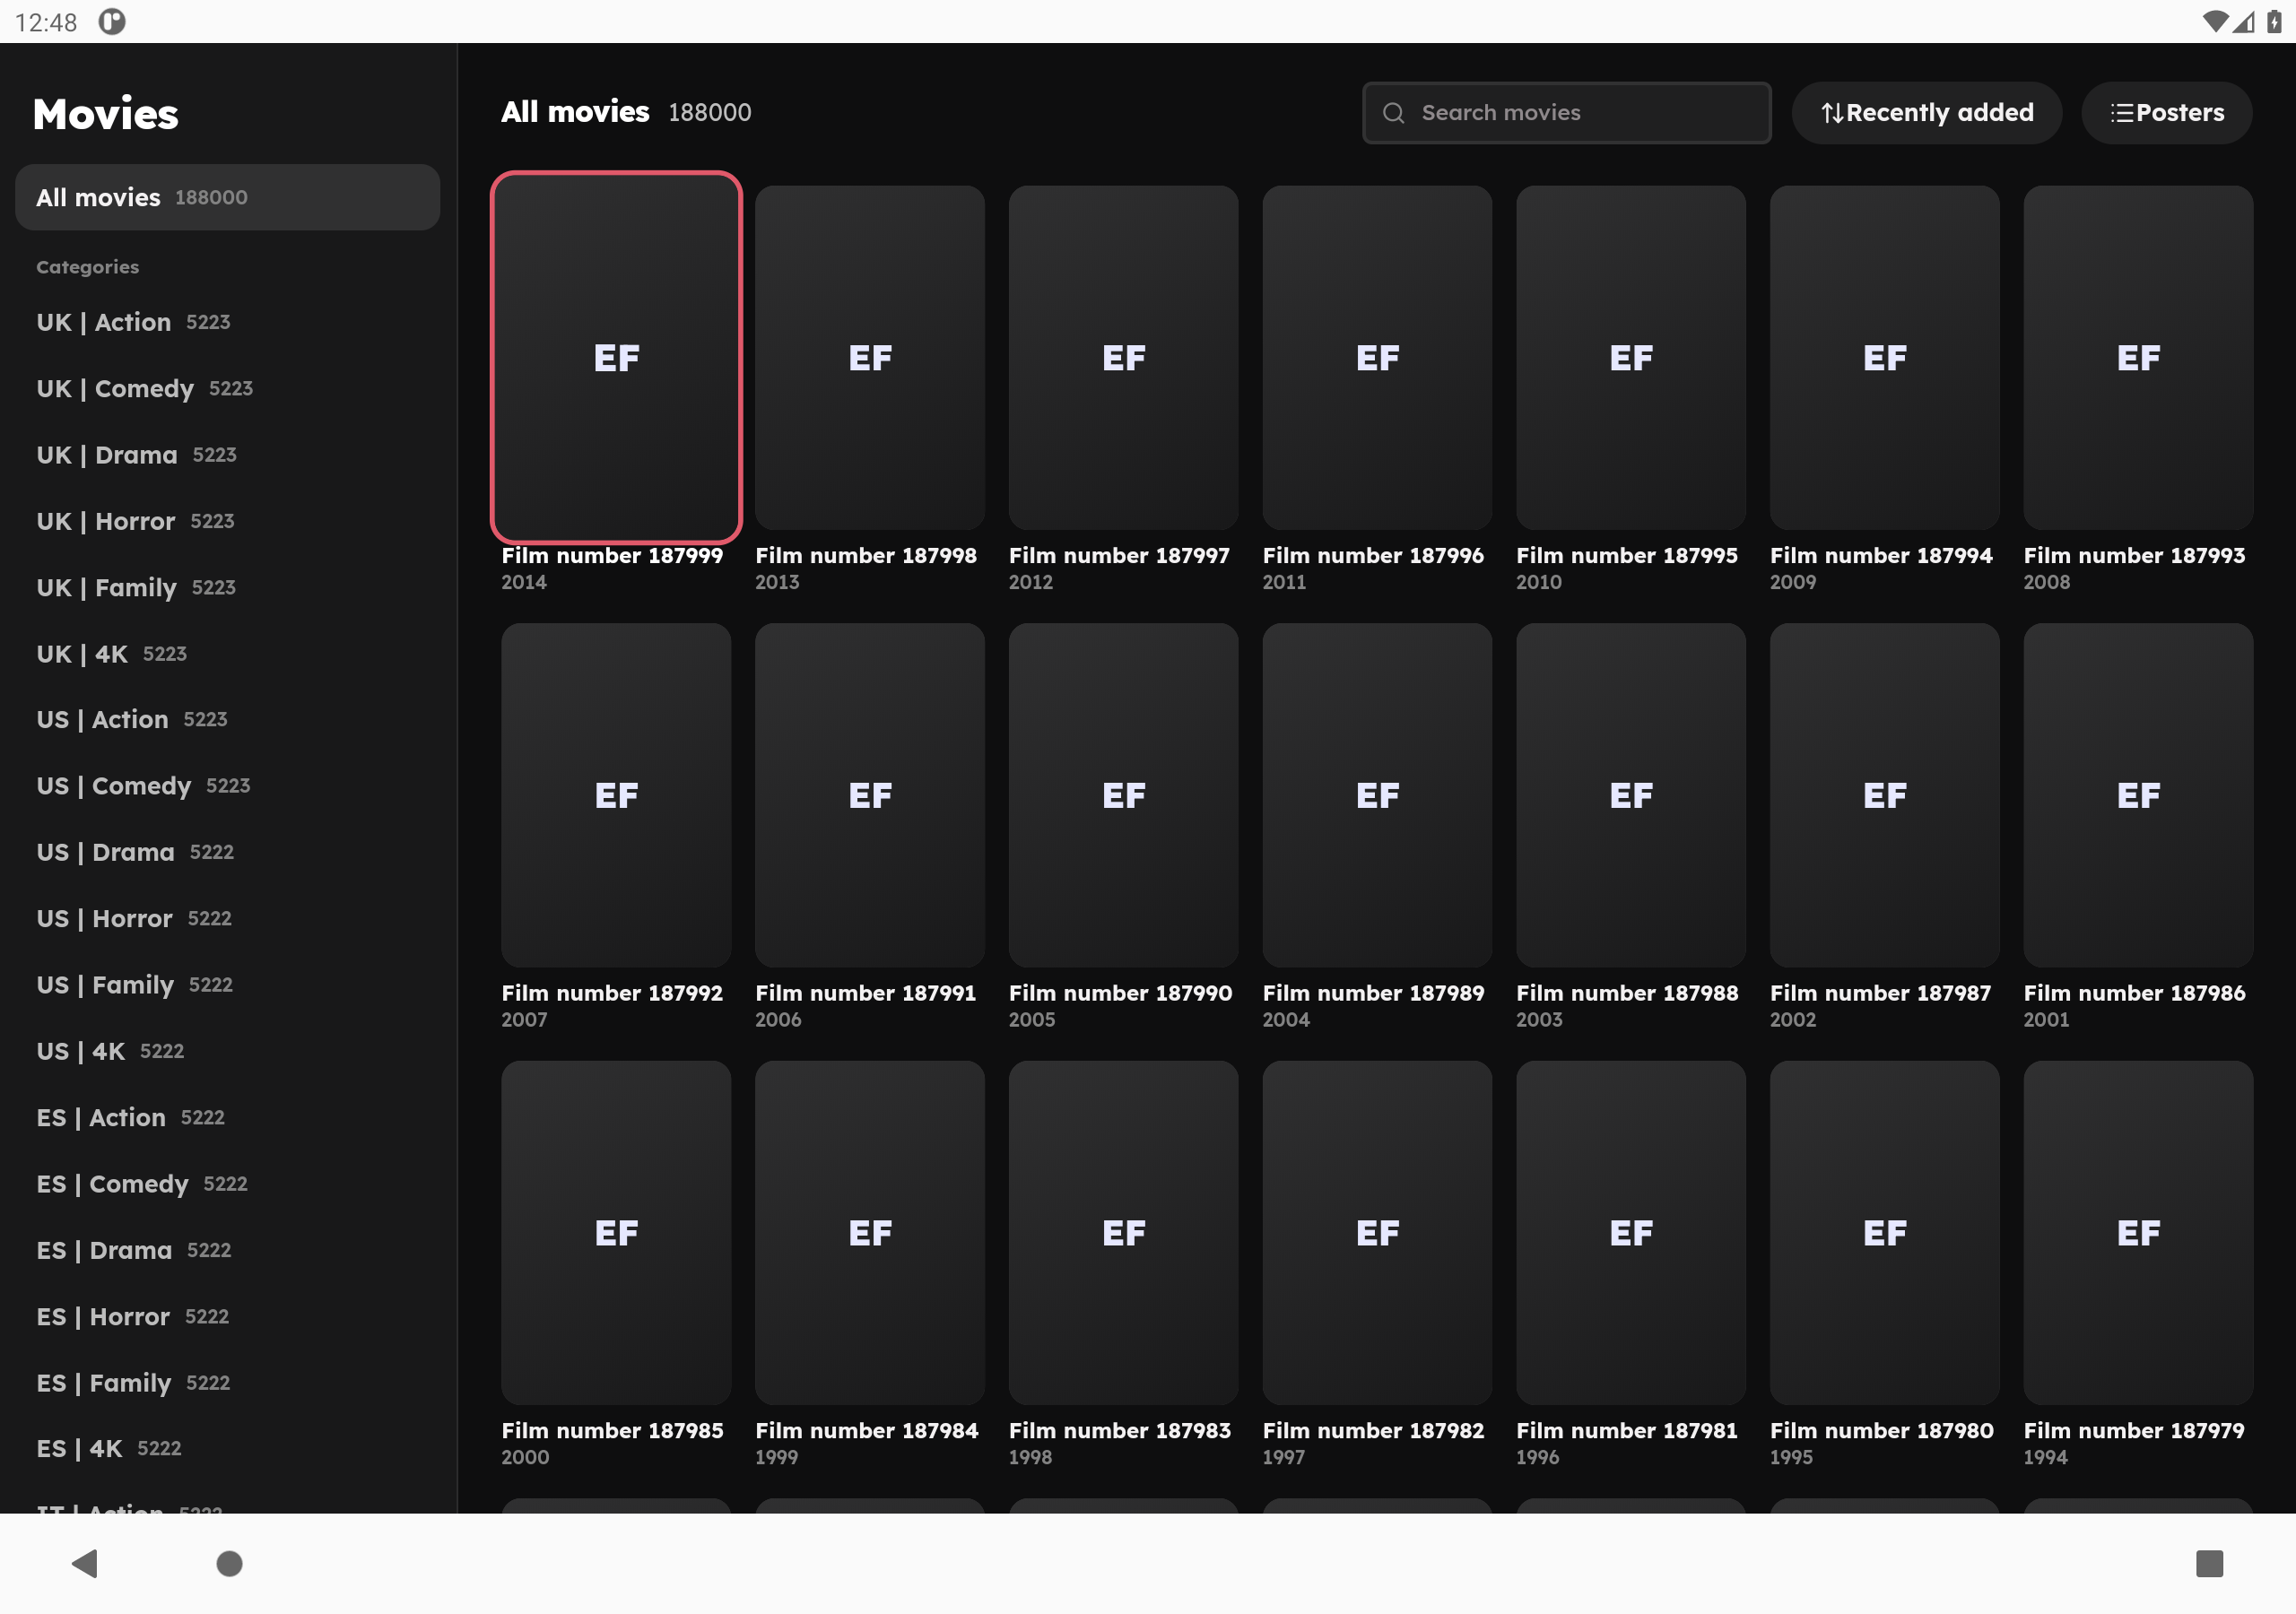 12:48
Movies
All movies 188000
Categories
UK | Action 5223
UK | Comedy 5223
UK | Drama 5223
UK | Horror 5223
UK | Family 5223
UK | 4K 5223
US | Action 5223
US | Comedy 5223
US | Drama 5222
US | Horror 5222
US | Family 5222
US | 4K 5222
ES | Action 5222
ES | Comedy 5222
ES | Drama 5222
ES | Horror 5222
ES | Family 5222
ES | 4K 5222
IT | Action 5222
All movies 188000
Search movies
Recently added
Posters
EF EF EF EF EF EF EF
Film number 187999 Film number 187998 Film number 187997 Film number 187996 Film number 187995 Film number 187994 Film number 187993
2014 2013 2012 2011 2010 2009 2008
EF EF EF EF EF EF EF
Film number 187992 Film number 187991 Film number 187990 Film number 187989 Film number 187988 Film number 187987 Film number 187986
2007 2006 2005 2004 2003 2002 2001
EF EF EF EF EF EF EF
Film number 187985 Film number 187984 Film number 187983 Film number 187982 Film number 187981 Film number 187980 Film number 187979
2000 1999 1998 1997 1996 1995 1994